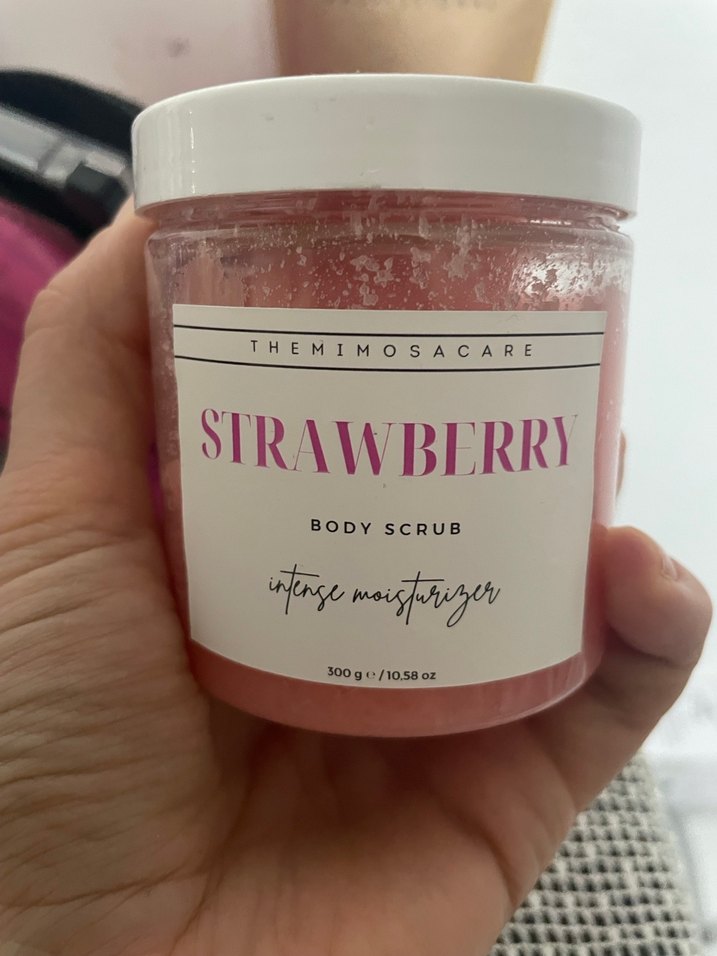 THEMIMOSACARE
STRAWBERRY
BODY SCRUB
intense moisturizer
300 g ℮ / 10,58 oz